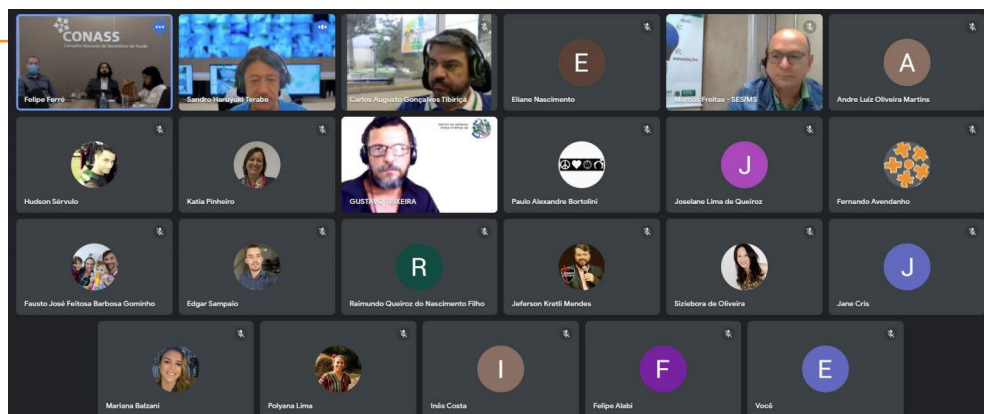 CONASS
Conselho Nacional de Secretários de Saúde
Felipe Ferré
Sandro Haruyuki Terabe
Carlos Augusto Gonçalves Tibiriçá
E
Eliane Nascimento
Marcos Freitas - SES/MS
A
Andre Luiz Oliveira Martins
Hudson Sérvulo
Katia Pinheiro
GUSTAVO TEIXEIRA
Paulo Alexandre Bortolini
J
Joselane Lima de Queiroz
Fernando Avendanho
Fausto José Feitosa Barbosa Gominho
Edgar Sampaio
R
Raimundo Queiroz do Nascimento Filho
Jeferson Kretli Mendes
Siziebora de Oliveira
J
Jane Cris
Mariana Balzani
Polyana Lima
I
Inês Costa
F
Felipe Alabi
E
Você